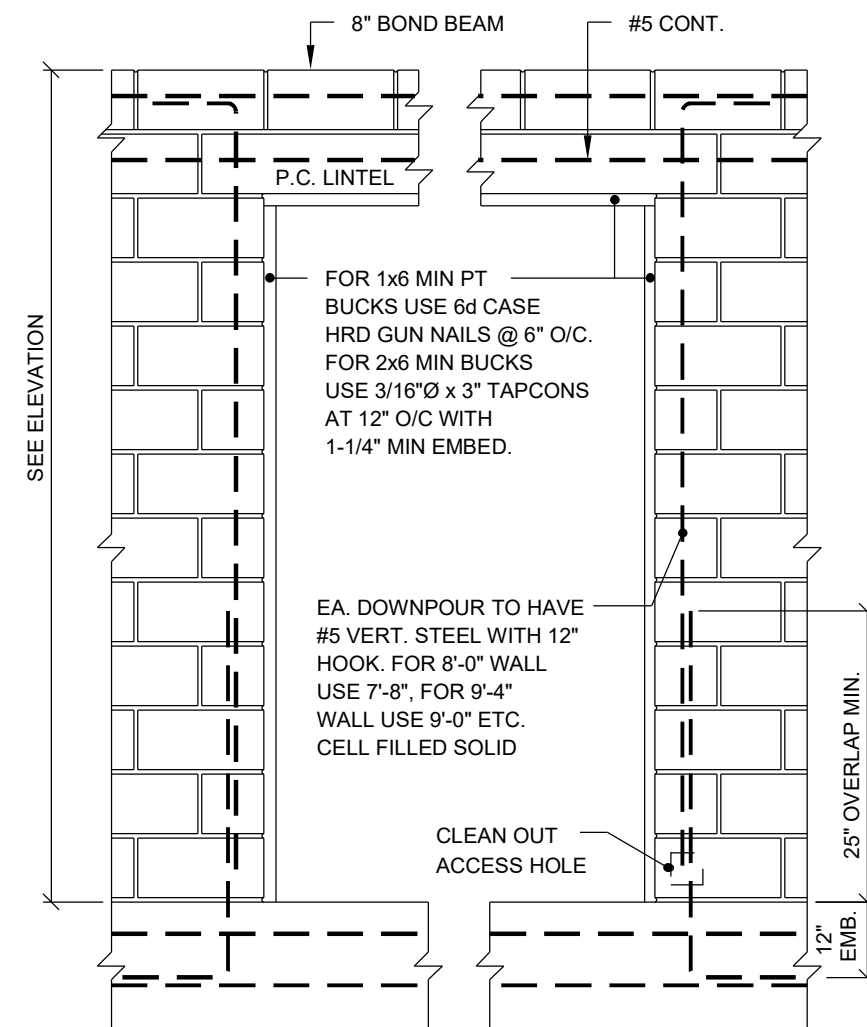 8" BOND BEAM
#5 CONT.
P.C. LINTEL
FOR 1x6 MIN PT
BUCKS USE 6d CASE
HRD GUN NAILS @ 6" O/C.
FOR 2x6 MIN BUCKS
USE 3/16"Ø x 3" TAPCONS
AT 12" O/C WITH
1-1/4" MIN EMBED.
SEE ELEVATION
EA. DOWNPOUR TO HAVE
#5 VERT. STEEL WITH 12"
HOOK. FOR 8'-0" WALL
USE 7'-8", FOR 9'-4"
WALL USE 9'-0" ETC.
CELL FILLED SOLID
25" OVERLAP MIN.
CLEAN OUT
ACCESS HOLE
12"
EMB.